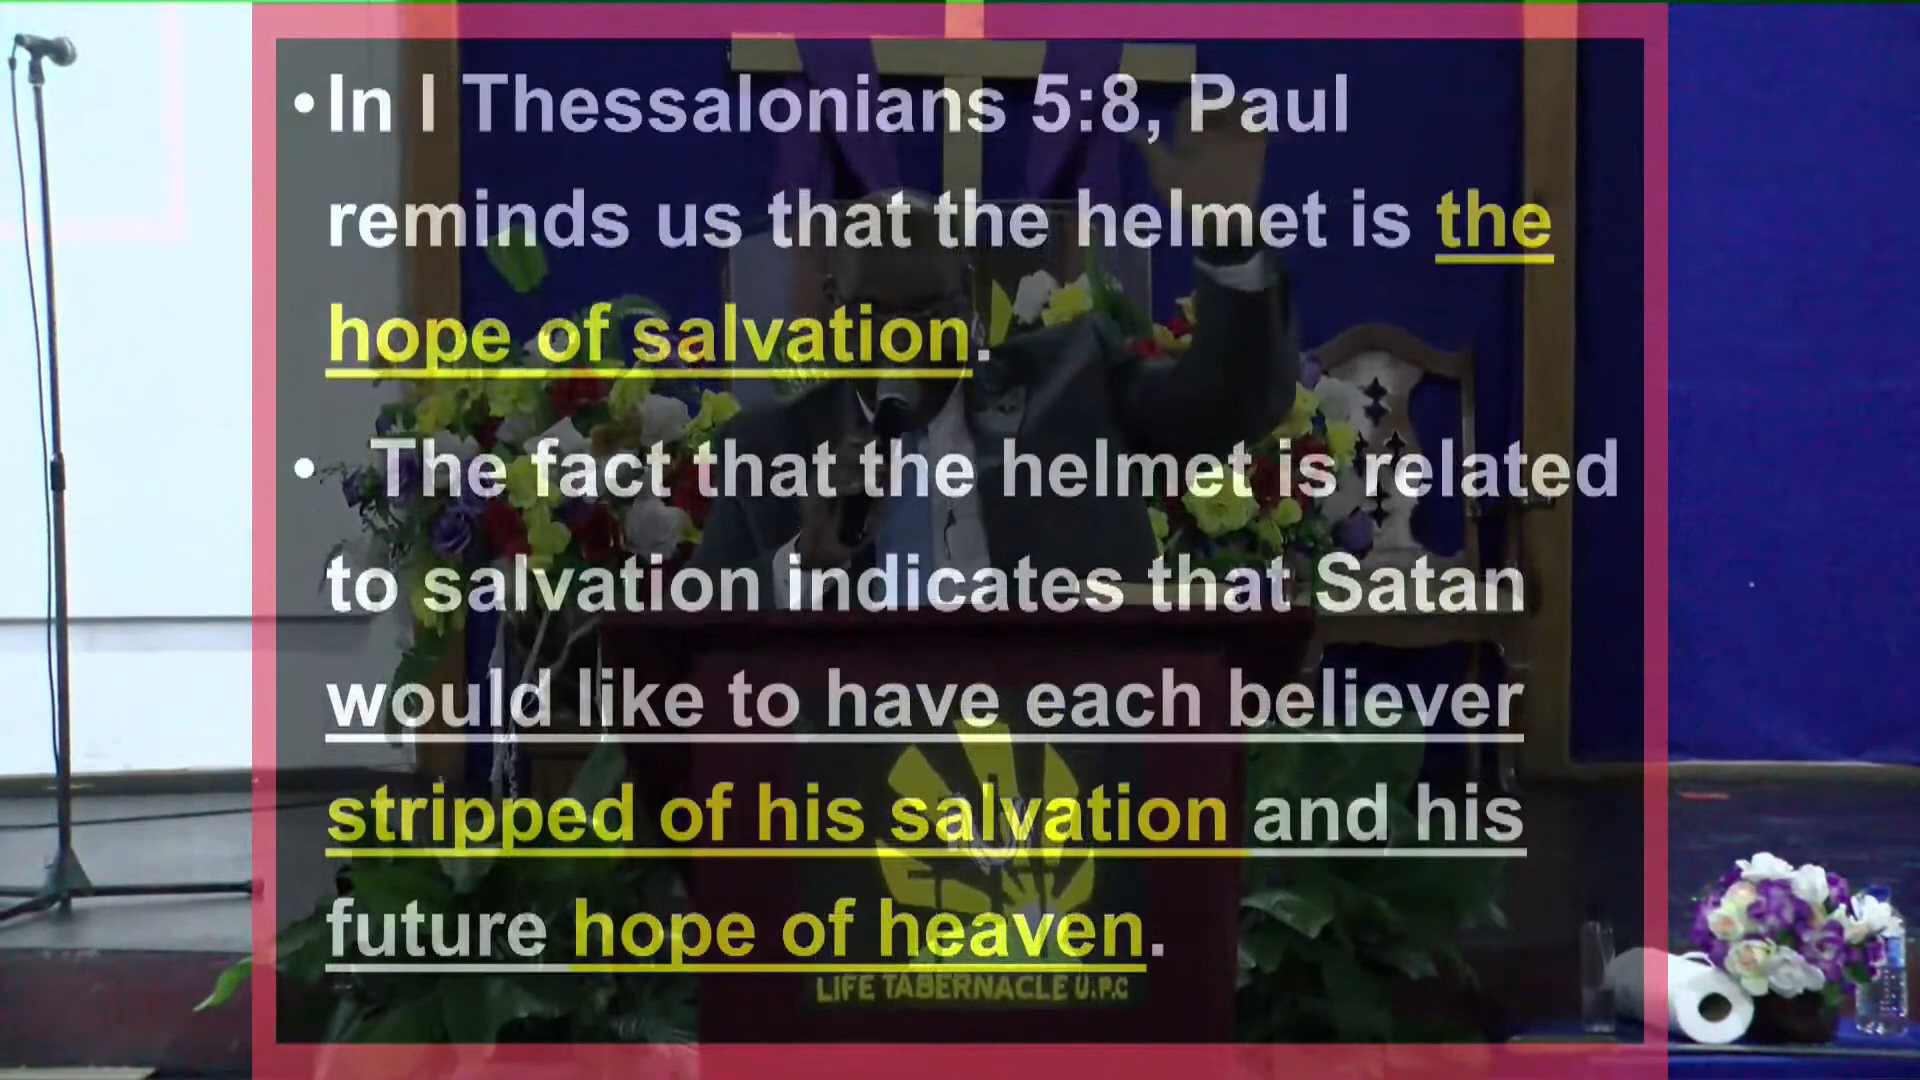 • In I Thessalonians 5:8, Paul
reminds us that the helmet is the
hope of salvation.
• The fact that the helmet is related
to salvation indicates that Satan
would like to have each believer
stripped of his salvation and his
future hope of heaven.
LIFE TABERNACLE U.P.C